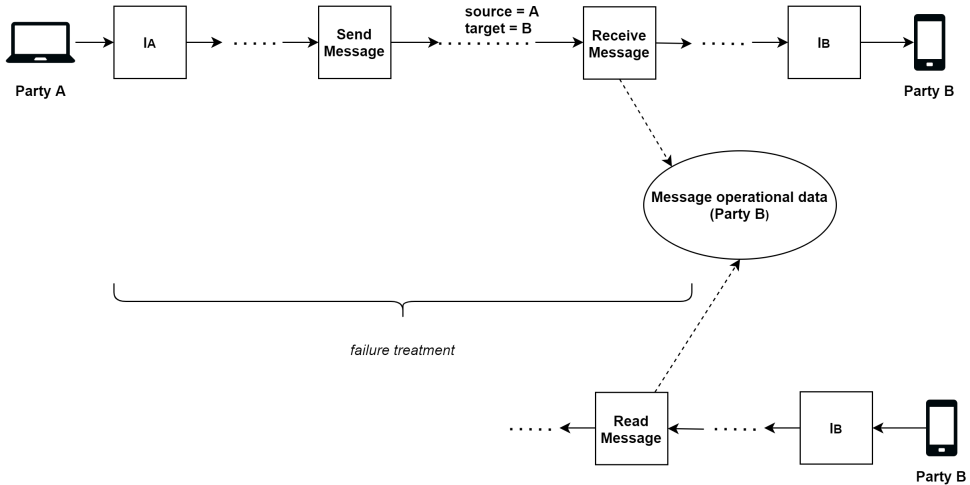 source = A
target = B
IA
Send
Message
Receive
Message
IB
Party A
Party B
Message operational data
(Party B)
failure treatment
Read
Message
IB
Party B